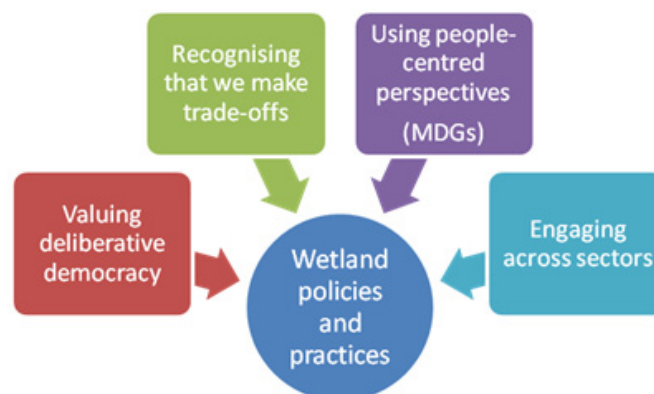 Recognising
that we make
trade-offs
Using people-
centred
perspectives
(MDGs)
Valuing
deliberative
democracy
Engaging
across sectors
Wetland
policies
and
practices